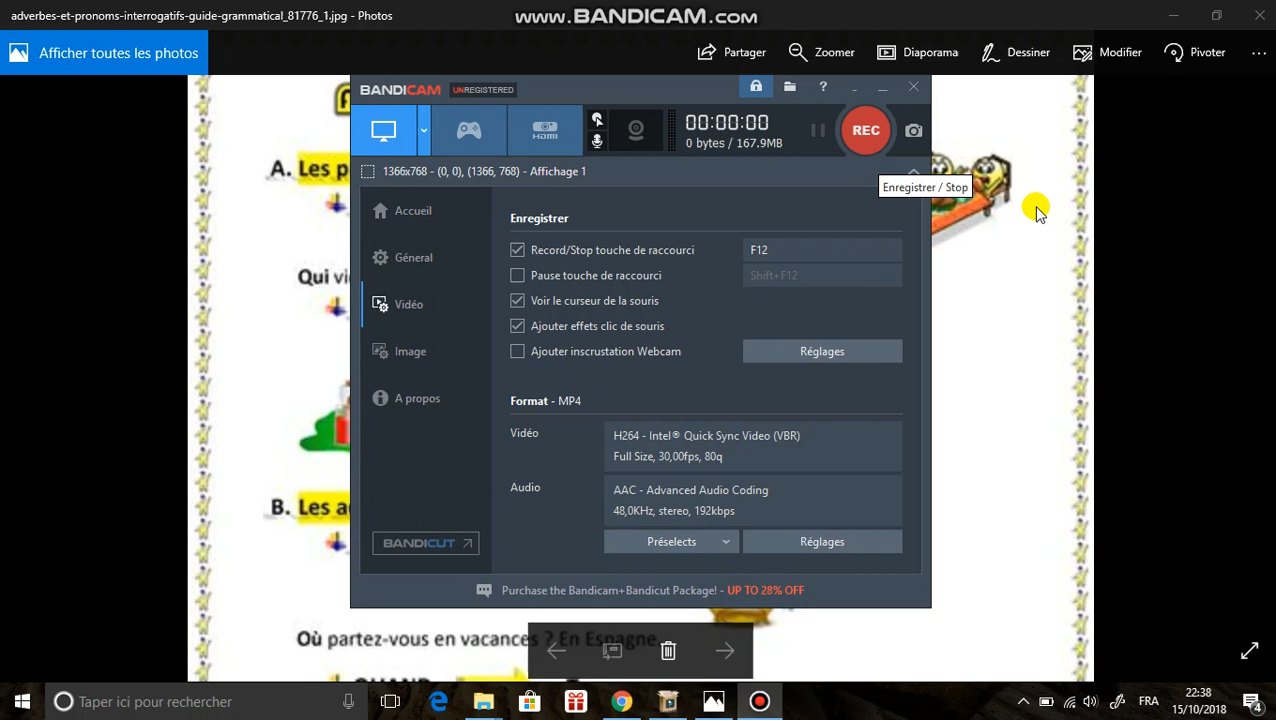 adverbes-et-pronoms-interrogatifs-guide-grammatical_81776_1.jpg - Photos
www.BANDICAM.com
Afficher toutes les photos
Partager
Zoomer
Diaporama
Dessiner
Modifier
Pivoter
BANDICAM UNREGISTERED
HDMI
00:00:00
0 bytes / 167.9MB
REC
1366x768 - (0, 0), (1366, 768) - Affichage 1
Enregistrer / Stop
A. Les p
Accueil
Géneral
Vidéo
Image
A propos
BANDICUT
Enregistrer
Record/Stop touche de raccourci
F12
Pause touche de raccourci
Shift+F12
Voir le curseur de la souris
Ajouter effets clic de souris
Ajouter inscrustation Webcam
Réglages
Format - MP4
Vidéo
H264 - Intel® Quick Sync Video (VBR)
Full Size, 30,00fps, 80q
Audio
AAC - Advanced Audio Coding
48,0KHz, stereo, 192kbps
Présélects
Réglages
Purchase the Bandicam+Bandicut Package! - UP TO 28% OFF
Qui vi
B. Les a
Où partez-vous en vacances ? En Espagne.
QUAND
Taper ici pour rechercher
FRA
22:38
15/10/2018
4